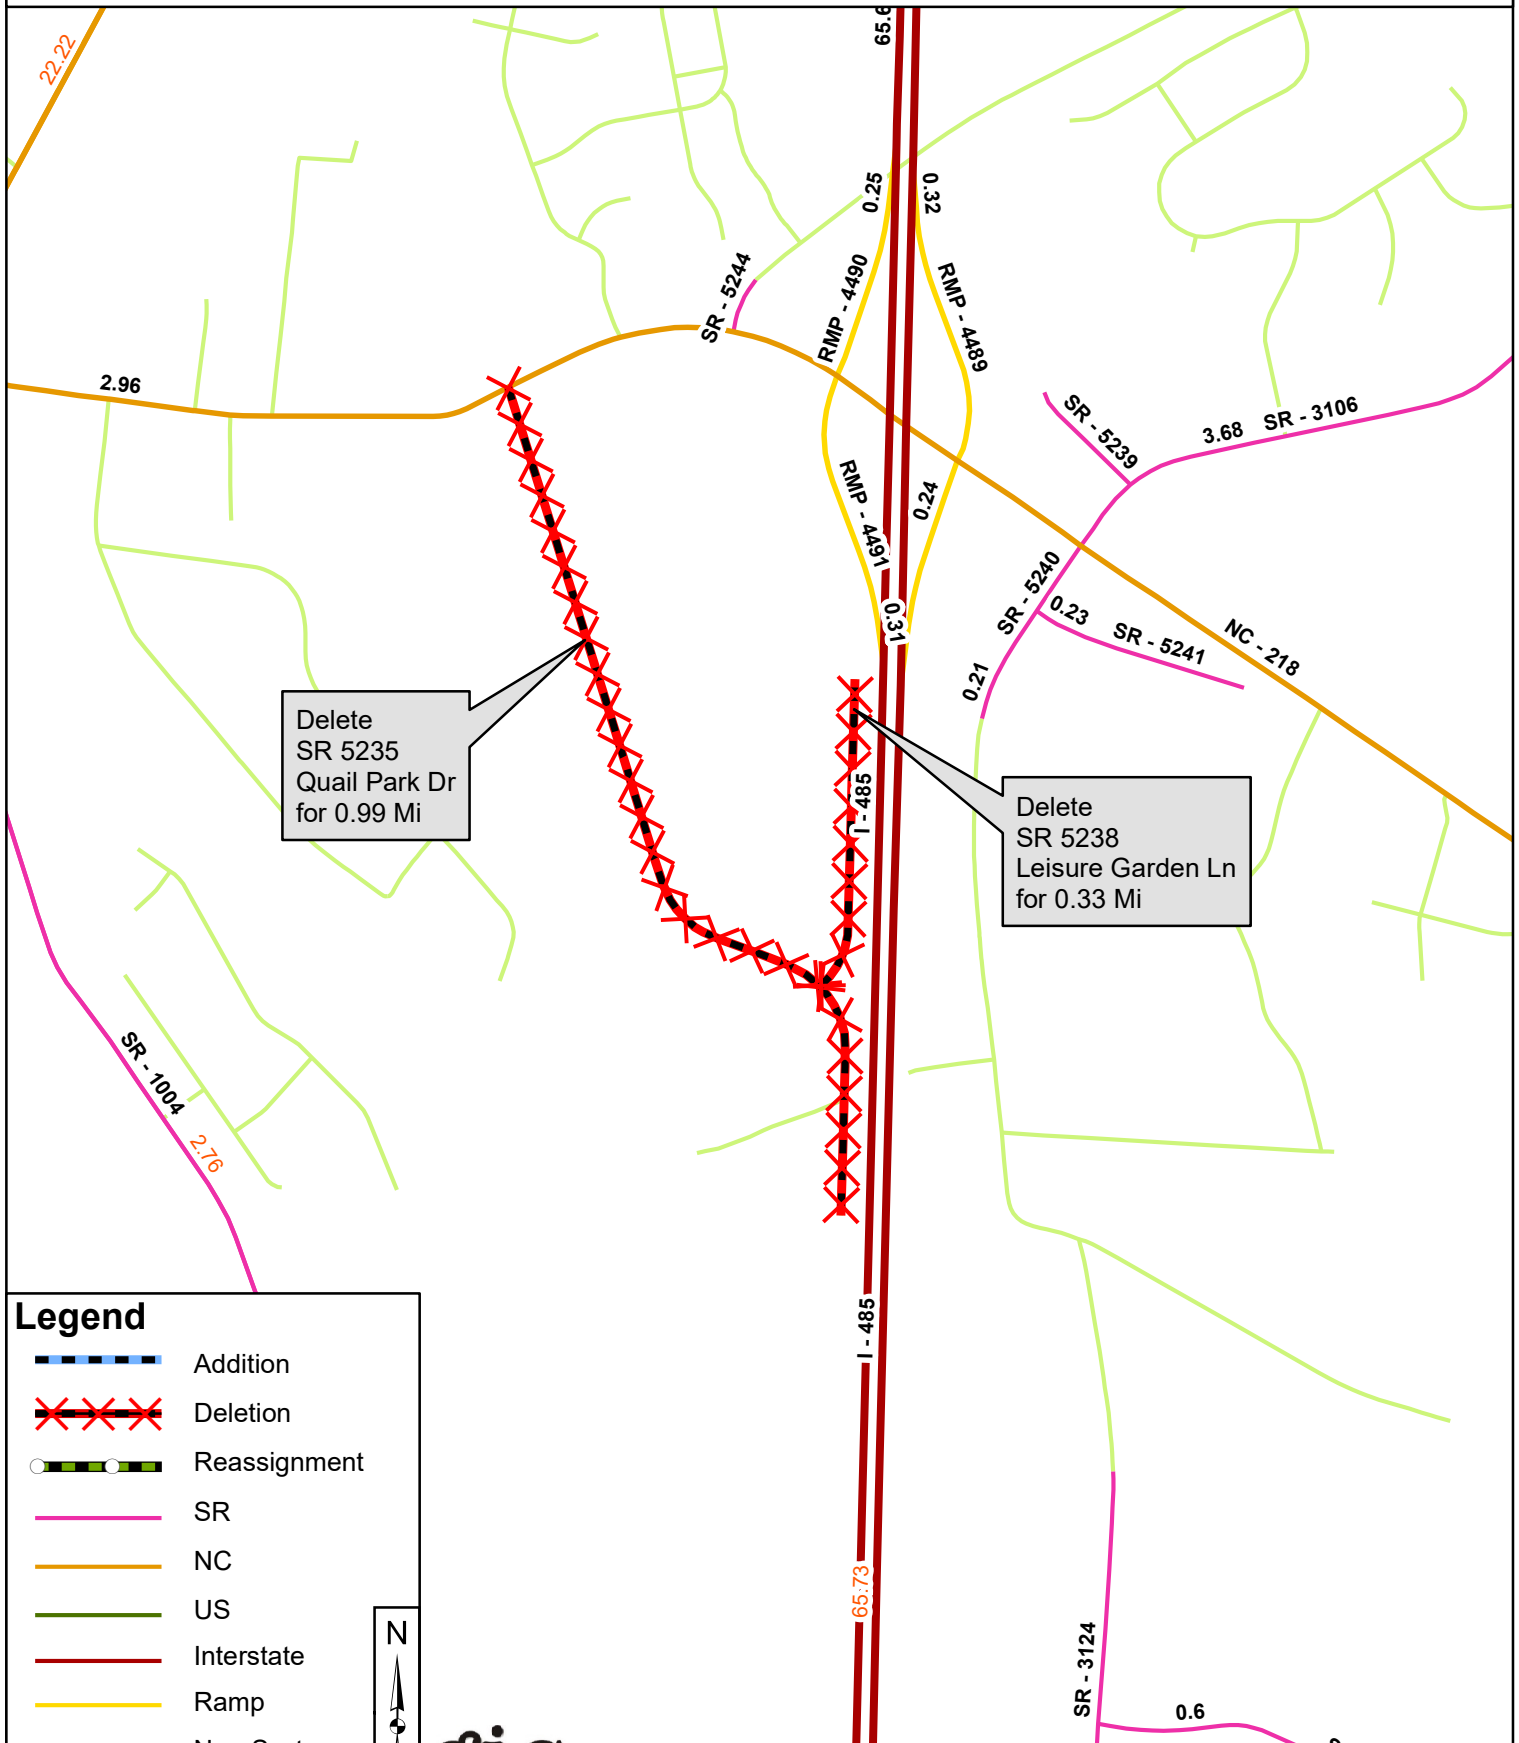 22.22
65.6
0.25
0.32
SR - 5244
RMP - 4490
RMP - 4489
2.96
SR - 5239
3.68
SR - 3106
RMP - 4491
0.24
0.31
SR - 5240
0.23
SR - 5241
NC - 218
0.21
Delete
SR 5235
Quail Park Dr
for 0.99 Mi
I - 485
Delete
SR 5238
Leisure Garden Ln
for 0.33 Mi
SR - 1004
2.76
I - 485
65.73
SR - 3124
0.6
Legend
Addition
Deletion
Reassignment
SR
NC
US
Interstate
Ramp
N